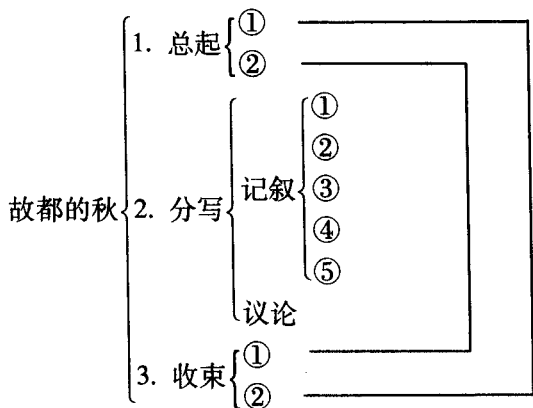 ①
1. 总起
②
①
②
记叙 ③
④
⑤
故都的秋 2. 分写
议论
①
3. 收束
②